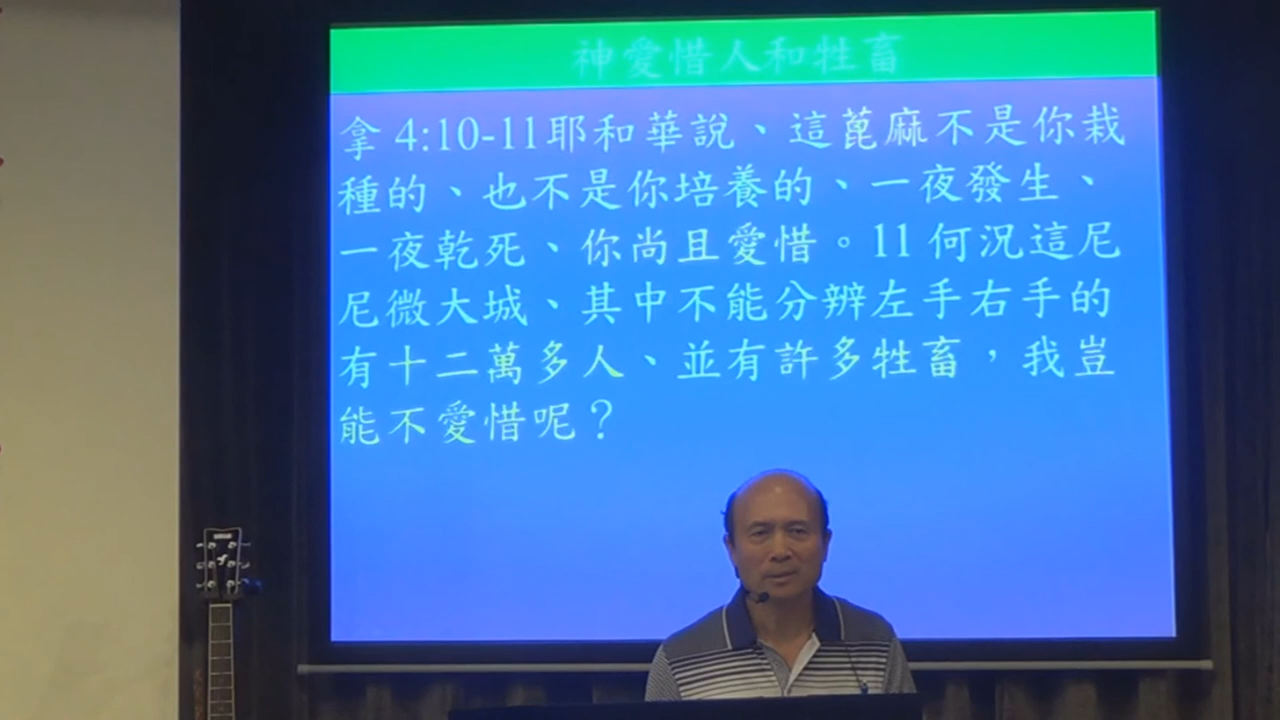 神愛惜人和牲畜
拿 4:10-11耶和華說、這蓖麻不是你栽
種的、也不是你培養的、一夜發生、
一夜乾死、你尚且愛惜。11 何況這尼
尼微大城、其中不能分辨左手右手的
有十二萬多人、並有許多牲畜，我豈
能不愛惜呢？